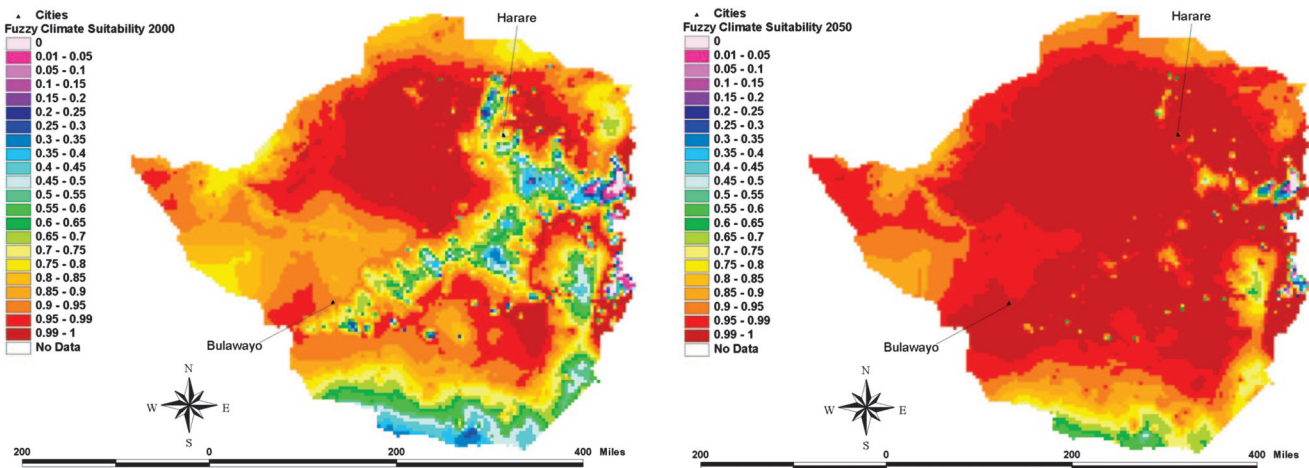 Cities
Fuzzy Climate Suitability 2000
0
0.01 - 0.05
0.05 - 0.1
0.1 - 0.15
0.15 - 0.2
0.2 - 0.25
0.25 - 0.3
0.3 - 0.35
0.35 - 0.4
0.4 - 0.45
0.45 - 0.5
0.5 - 0.55
0.55 - 0.6
0.6 - 0.65
0.65 - 0.7
0.7 - 0.75
0.75 - 0.8
0.8 - 0.85
0.85 - 0.9
0.9 - 0.95
0.95 - 0.99
0.99 - 1
No Data
Harare
Bulawayo
N
W E
S
200 0 200 400 Miles
Cities
Fuzzy Climate Suitability 2050
0
0.01 - 0.05
0.05 - 0.1
0.1 - 0.15
0.15 - 0.2
0.2 - 0.25
0.25 - 0.3
0.3 - 0.35
0.35 - 0.4
0.4 - 0.45
0.45 - 0.5
0.5 - 0.55
0.55 - 0.6
0.6 - 0.65
0.65 - 0.7
0.7 - 0.75
0.75 - 0.8
0.8 - 0.85
0.85 - 0.9
0.9 - 0.95
0.95 - 0.99
0.99 - 1
No Data
Harare
Bulawayo
N
W E
S
200 0 200 400 Miles